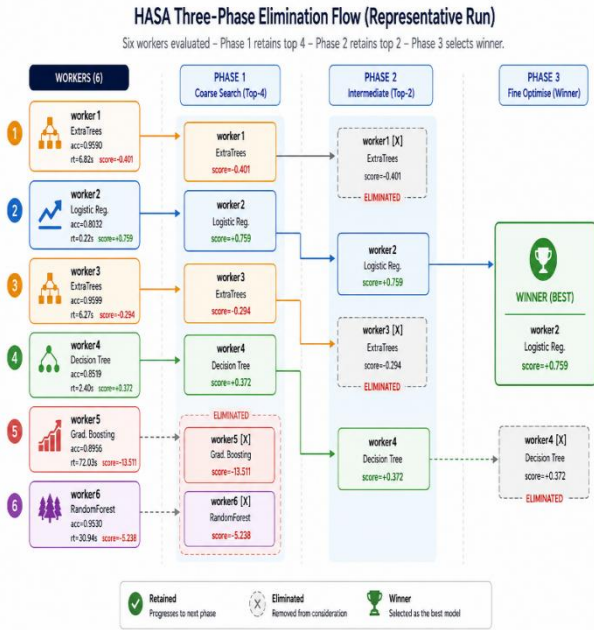 HASA Three-Phase Elimination Flow (Representative Run)
Six workers evaluated – Phase 1 retains top 4 – Phase 2 retains top 2 – Phase 3 selects winner.
WORKERS (6)
PHASE 1
Coarse Search (Top-4)
PHASE 2
Intermediate (Top-2)
PHASE 3
Fine Optimise (Winner)
1
worker1
ExtraTrees
acc=0.9590
rt=6.82s score=-0.401
worker1
ExtraTrees
score=-0.401
worker1 [X]
ExtraTrees
score=-0.401
ELIMINATED
2
worker2
Logistic Reg.
acc=0.8032
rt=0.22s score=+0.759
worker2
Logistic Reg.
score=+0.759
worker2
Logistic Reg.
score=+0.759
WINNER (BEST)
worker2
Logistic Reg.
score=+0.759
3
worker3
ExtraTrees
acc=0.9599
rt=6.27s score=-0.294
worker3
ExtraTrees
score=-0.294
worker3 [X]
ExtraTrees
score=-0.294
ELIMINATED
4
worker4
Decision Tree
acc=0.8519
rt=2.40s score=+0.372
worker4
Decision Tree
score=+0.372
worker4
Decision Tree
score=+0.372
worker4 [X]
Decision Tree
score=+0.372
ELIMINATED
5
worker5
Grad. Boosting
acc=0.8956
rt=72.03s score=-13.511
ELIMINATED
worker5 [X]
Grad. Boosting
score=-13.511
6
worker6
RandomForest
acc=0.9530
rt=30.94s score=-5.238
worker6 [X]
RandomForest
score=-5.238
Retained
Progresses to next phase
Eliminated
Removed from consideration
Winner
Selected as the best model